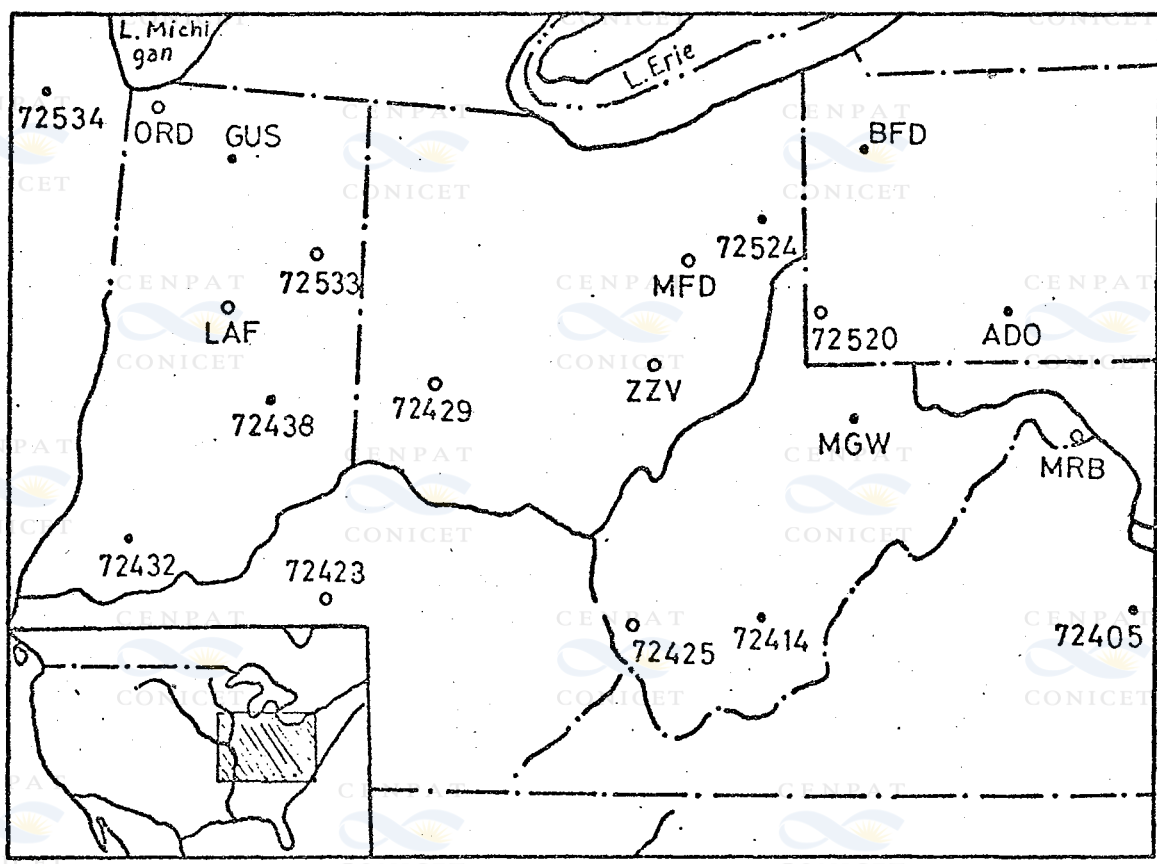 L. Michi
gan
L. Erie
72534
ORD
GUS
BFD
72524
72533
MFD
LAF
72520
ADO
ZZV
72429
72438
MGW
MRB
72432
72423
72425
72414
72405
CENPAT
CONICET